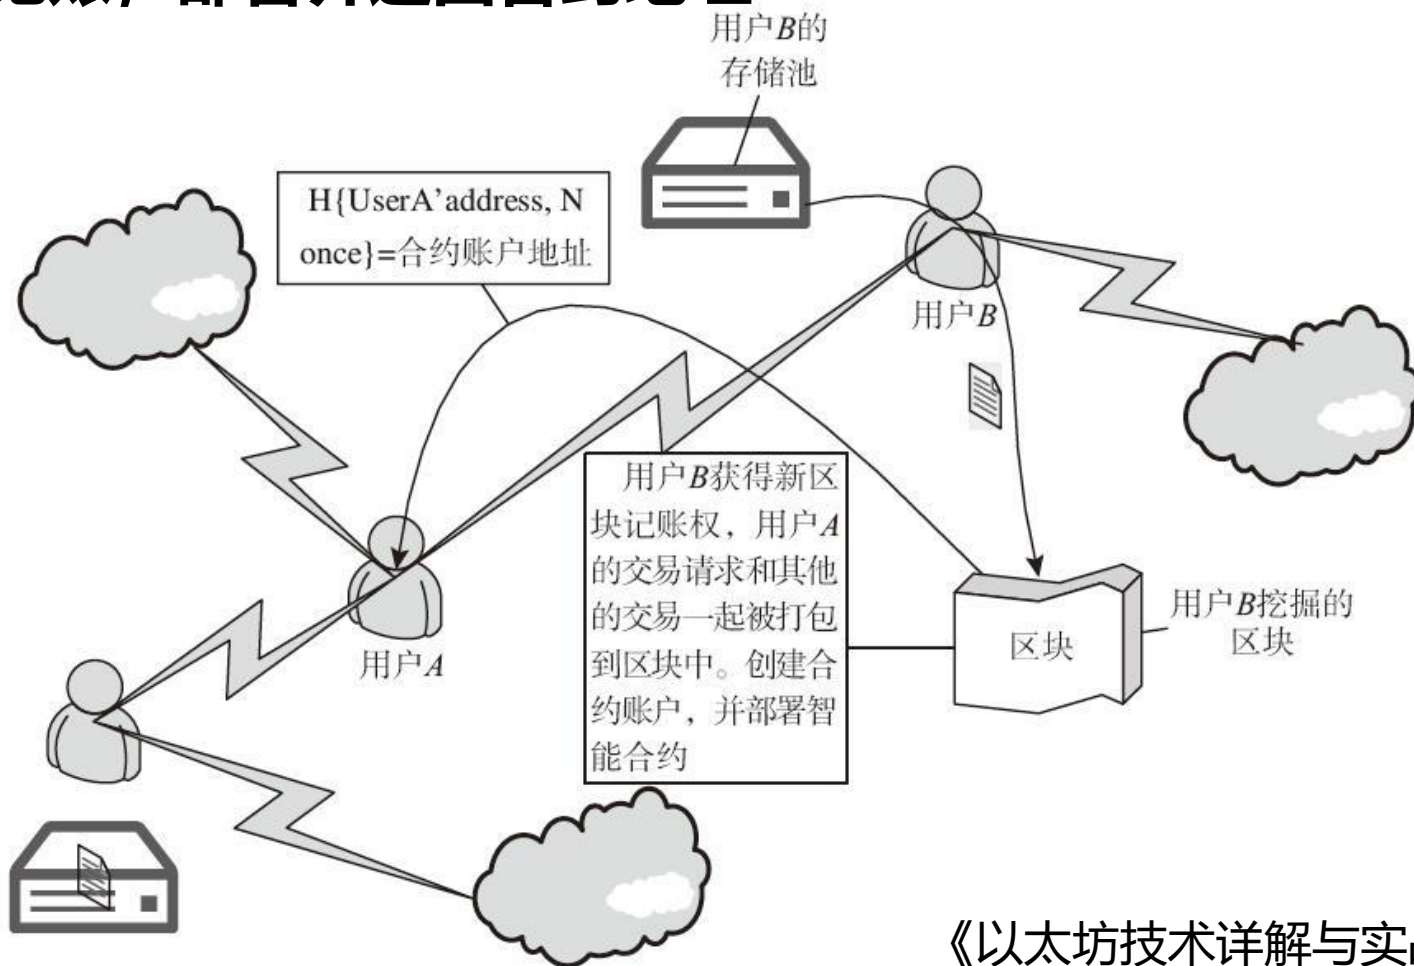 用户B的
存储池
H{UserA’address, N
once}=合约账户地址
用户B
用户B获得新区
块记账权，用户A
的交易请求和其他
的交易一起被打包
到区块中。创建合
约账户，并部署智
能合约
区块
用户B挖掘的
区块
用户A
《以太坊技术详解与实